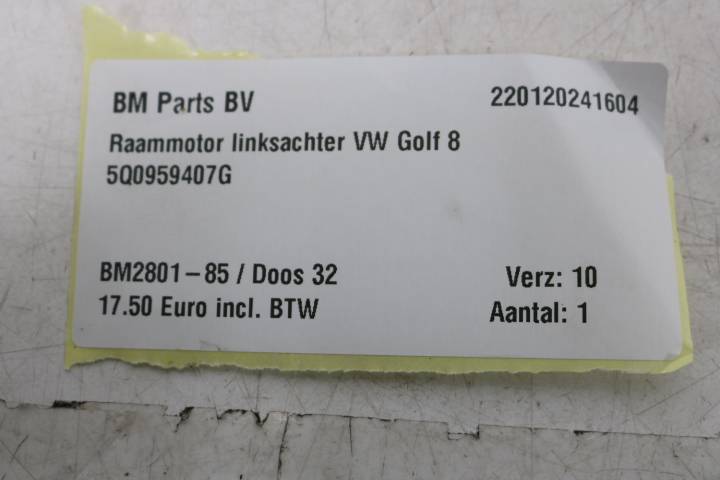 BM Parts BV 220120241604
Raammotor linksachter VW Golf 8
5Q0959407G
BM2801-85 / Doos 32 Verz: 10
17.50 Euro incl. BTW Aantal: 1